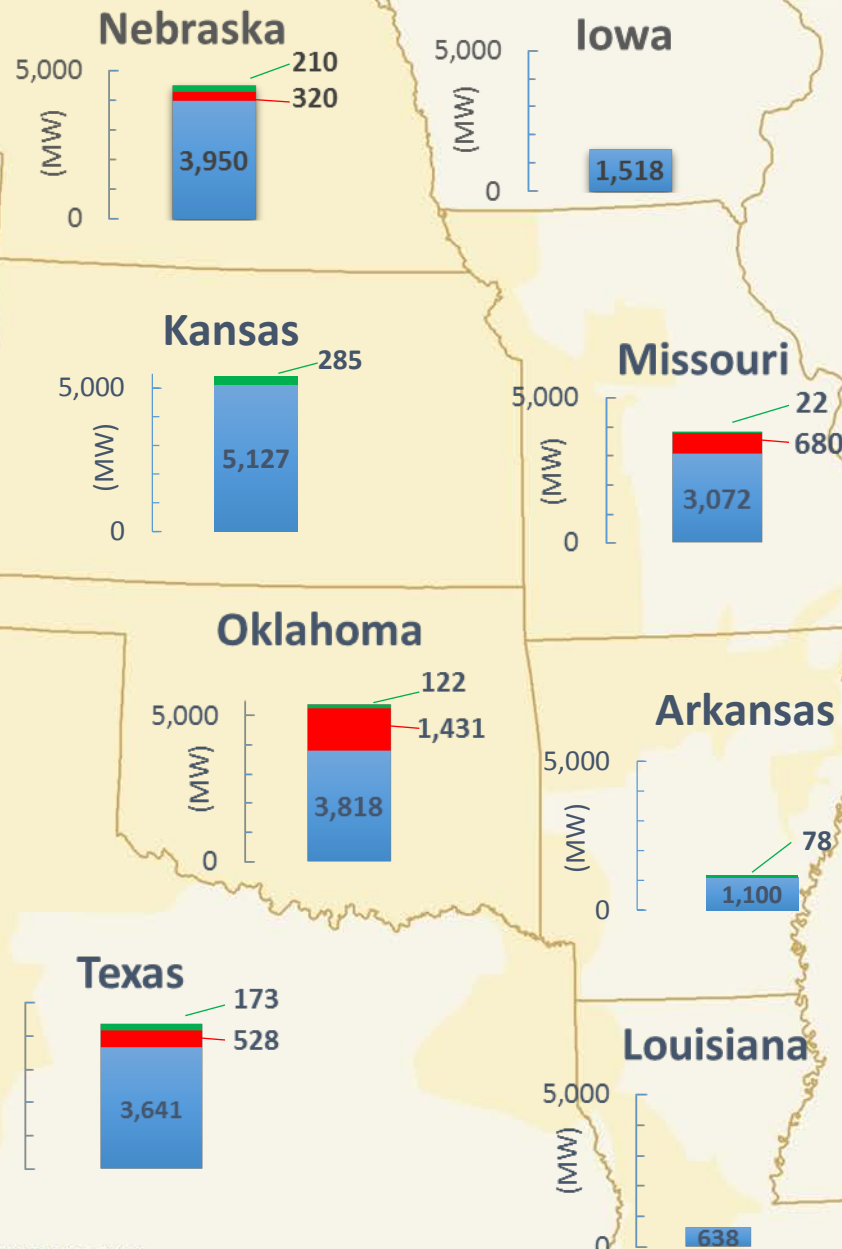 Nebraska
5,000
(MW)
0
210
320
3,950
Iowa
5,000
(MW)
0
1,518
Kansas
5,000
(MW)
0
285
5,127
Missouri
5,000
(MW)
0
22
680
3,072
Oklahoma
5,000
(MW)
0
122
1,431
3,818
Arkansas
5,000
(MW)
0
78
1,100
Texas
173
528
3,641
Louisiana
5,000
(MW)
0
638